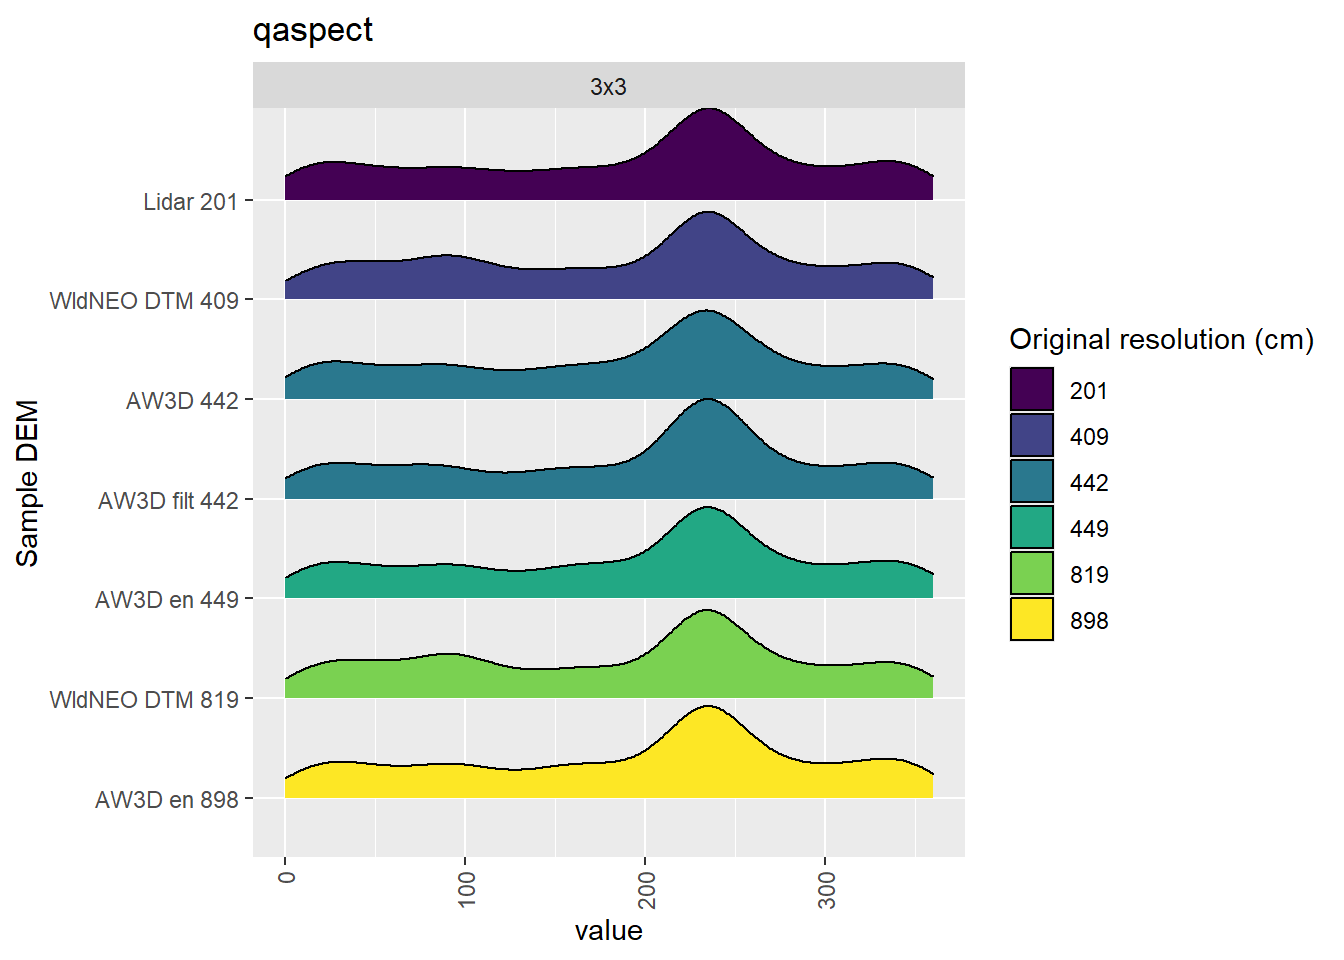 qaspect
3x3
Sample DEM
Lidar 201
WldNEO DTM 409
AW3D 442
AW3D filt 442
AW3D en 449
WldNEO DTM 819
AW3D en 898
0
100
200
300
value
Original resolution (cm)
201
409
442
449
819
898